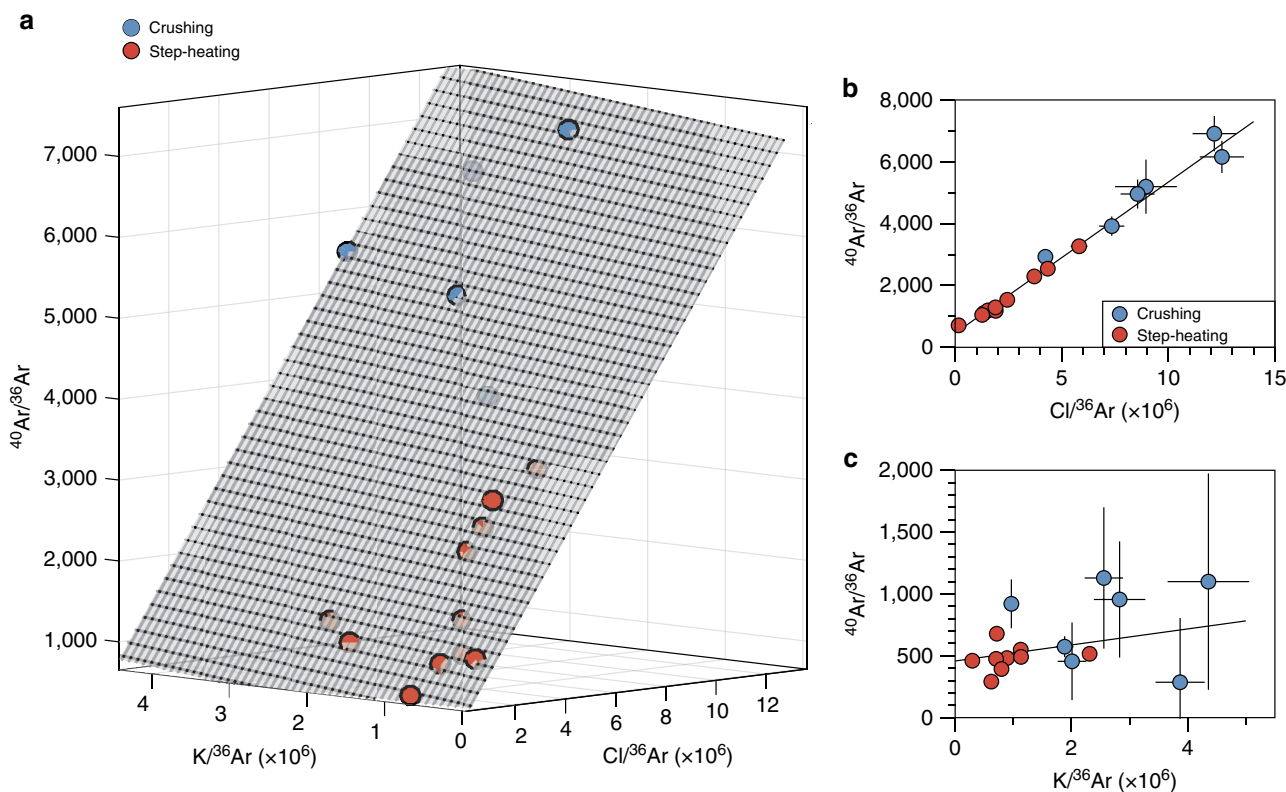 a
Crushing
Step-heating
7,000
6,000
5,000
4,000
3,000
2,000
1,000
⁴⁰Ar/³⁶Ar
4
3
2
1
0
K/³⁶Ar (×10⁶)
2
4
6
8
10
12
Cl/³⁶Ar (×10⁶)
b
8,000
6,000
4,000
2,000
0
⁴⁰Ar/³⁶Ar
Crushing
Step-heating
0 5 10 15
Cl/³⁶Ar (×10⁶)
c
2,000
1,500
1,000
500
0
⁴⁰Ar/³⁶Ar
0 2 4
K/³⁶Ar (×10⁶)